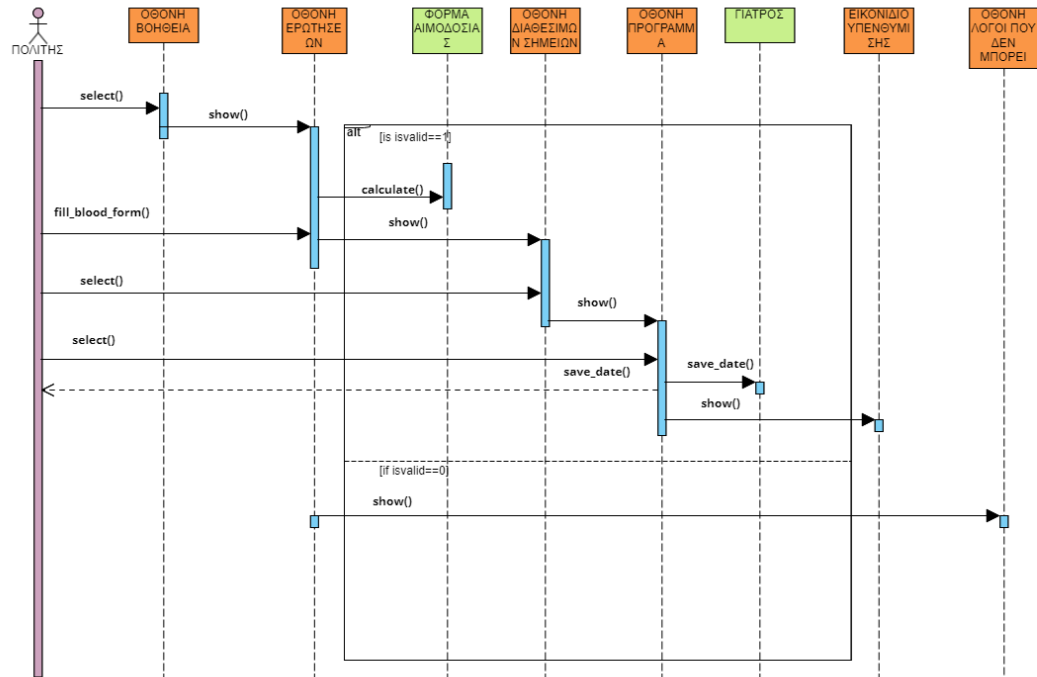 ΠΟΛΙΤΗΣ
ΟΘΟΝΗ
ΒΟΗΘΕΙΑ
ΟΘΟΝΗ
ΕΡΩΤΗΣΕ
ΩΝ
ΦΟΡΜΑ
ΑΙΜΟΔΟΣΙΑ
Σ
ΟΘΟΝΗ
ΔΙΑΘΕΣΙΜΩ
Ν ΣΗΜΕΙΩΝ
ΟΘΟΝΗ
ΠΡΟΓΡΑΜΜ
Α
ΓΙΑΤΡΟΣ
ΕΙΚΟΝΙΔΙΟ
ΥΠΕΝΘΥΜΙ
ΣΗΣ
ΟΘΟΝΗ
ΛΟΓΟΙ ΠΟΥ
ΔΕΝ
ΜΠΟΡΕΙ
select()
show()
alt
[is isvalid==1]
calculate()
fill_blood_form()
show()
select()
show()
select()
save_date()
save_date()
show()
[if isvalid==0]
show()